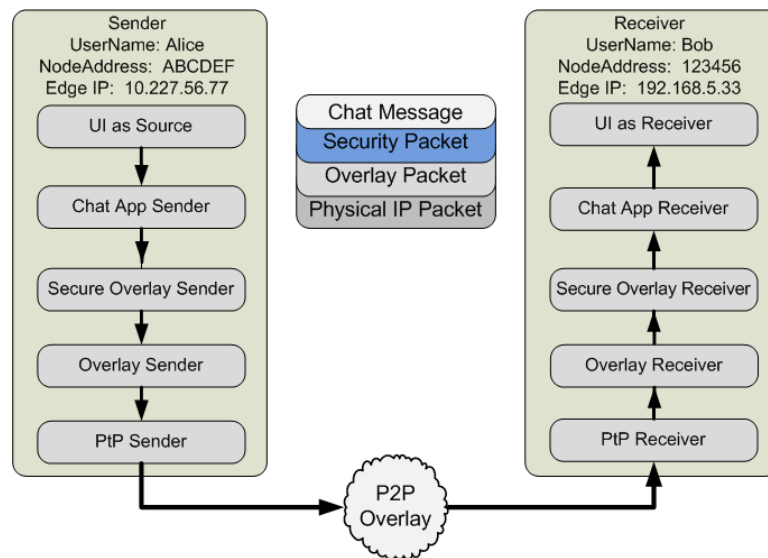 Sender
UserName: Alice
NodeAddress: ABCDEF
Edge IP: 10.227.56.77
UI as Source
Chat App Sender
Secure Overlay Sender
Overlay Sender
PtP Sender
Chat Message
Security Packet
Overlay Packet
Physical IP Packet
P2P
Overlay
Receiver
UserName: Bob
NodeAddress: 123456
Edge IP: 192.168.5.33
UI as Receiver
Chat App Receiver
Secure Overlay Receiver
Overlay Receiver
PtP Receiver